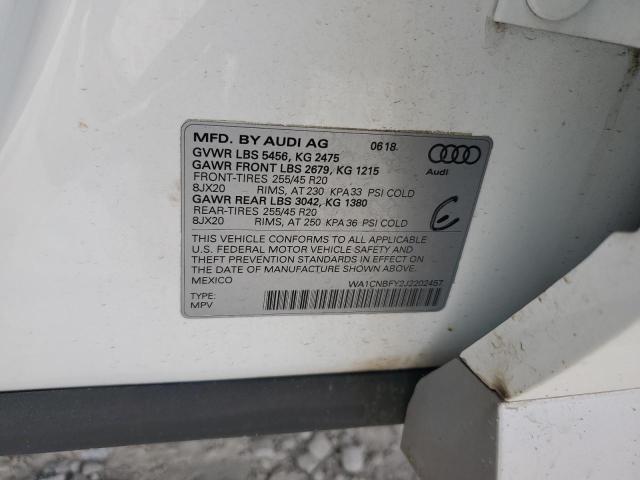 MFD. BY AUDI AG 06 18
GVWR LBS 5456, KG 2475
GAWR FRONT LBS 2679, KG 1215
FRONT-TIRES 255/45 R20
8JX20 RIMS, AT 230 KPA 33 PSI COLD
GAWR REAR LBS 3042, KG 1380
REAR-TIRES 255/45 R20
8JX20 RIMS, AT 250 KPA 36 PSI COLD
Audi
THIS VEHICLE CONFORMS TO ALL APPLICABLE
U.S. FEDERAL MOTOR VEHICLE SAFETY AND
THEFT PREVENTION STANDARDS IN EFFECT ON
THE DATE OF MANUFACTURE SHOWN ABOVE.
MEXICO
WA1CNBFY2J2202457
TYPE:
MPV